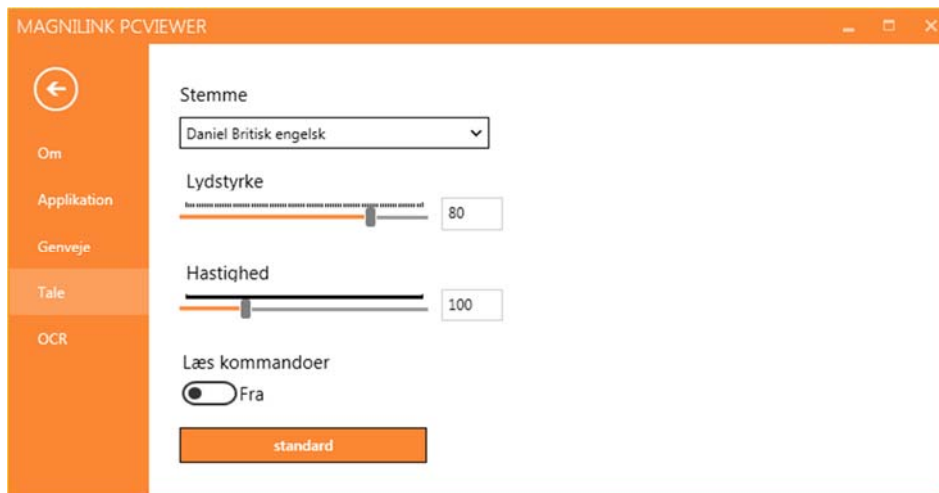 MAGNILINK PCVIEWER
Om
Applikation
Genveje
Tale
OCR
Stemme
Daniel Britisk engelsk
Lydstyrke
80
Hastighed
100
Læs kommandoer
Fra
standard